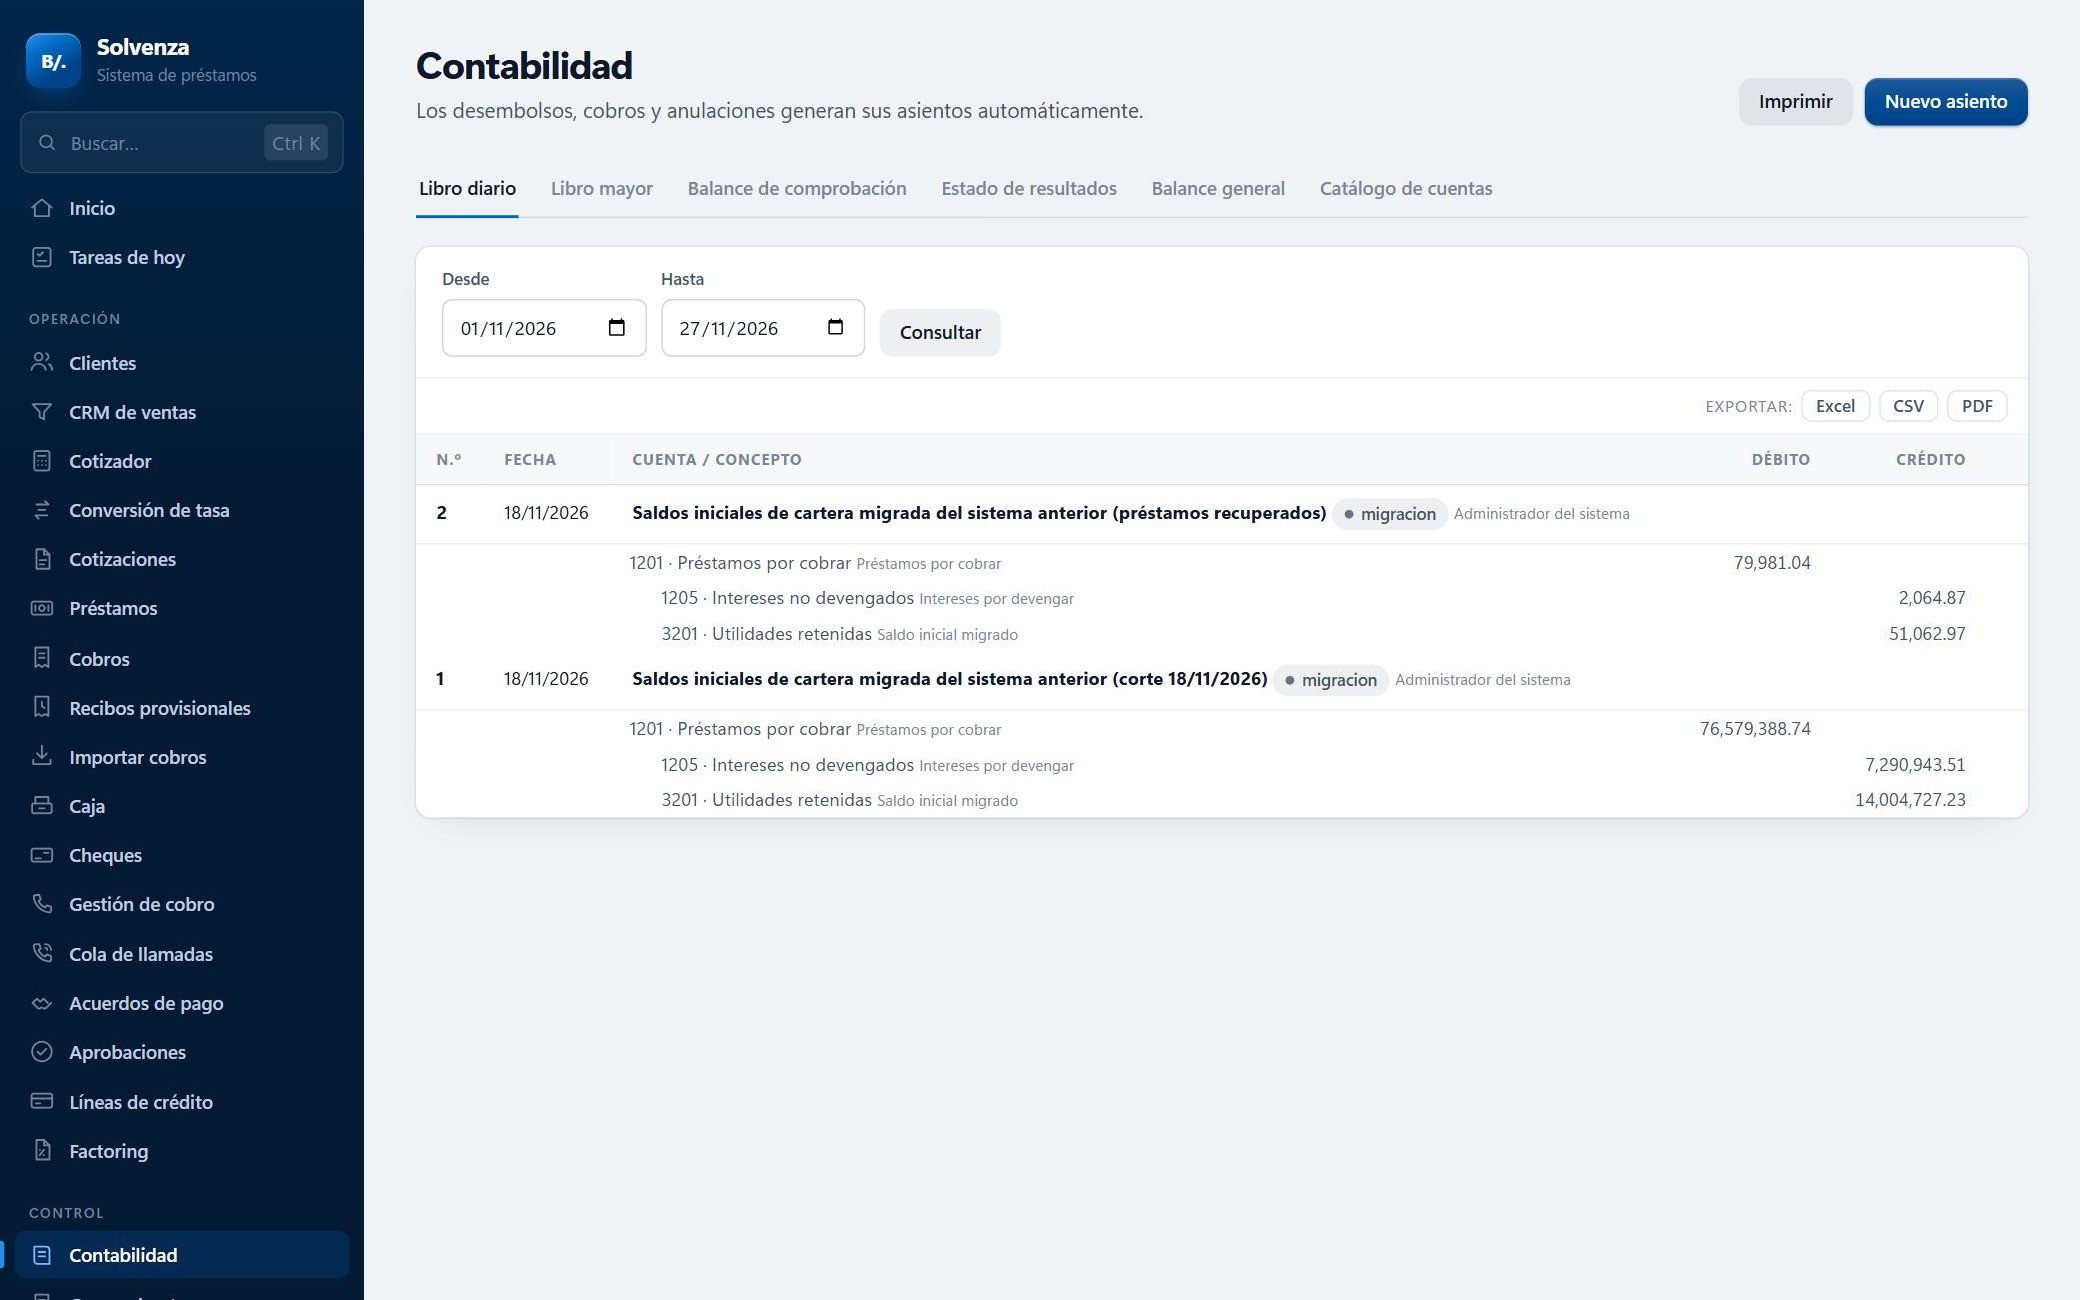 B/.
Solvenza
Sistema de préstamos
Buscar...
Ctrl K
Inicio
Tareas de hoy
OPERACIÓN
Clientes
CRM de ventas
Cotizador
Conversión de tasa
Cotizaciones
Préstamos
Cobros
Recibos provisionales
Importar cobros
Caja
Cheques
Gestión de cobro
Cola de llamadas
Acuerdos de pago
Aprobaciones
Líneas de crédito
Factoring
CONTROL
Contabilidad
Contabilidad
Los desembolsos, cobros y anulaciones generan sus asientos automáticamente.
Imprimir
Nuevo asiento
Libro diario Libro mayor Balance de comprobación Estado de resultados Balance general Catálogo de cuentas
Desde Hasta
01/11/2026 27/11/2026 Consultar
EXPORTAR: Excel CSV PDF
N.º FECHA CUENTA / CONCEPTO DÉBITO CRÉDITO
2 18/11/2026 Saldos iniciales de cartera migrada del sistema anterior (préstamos recuperados) migracion Administrador del sistema
1201 · Préstamos por cobrar Préstamos por cobrar 79,981.04
1205 · Intereses no devengados Intereses por devengar 2,064.87
3201 · Utilidades retenidas Saldo inicial migrado 51,062.97
1 18/11/2026 Saldos iniciales de cartera migrada del sistema anterior (corte 18/11/2026) migracion Administrador del sistema
1201 · Préstamos por cobrar Préstamos por cobrar 76,579,388.74
1205 · Intereses no devengados Intereses por devengar 7,290,943.51
3201 · Utilidades retenidas Saldo inicial migrado 14,004,727.23